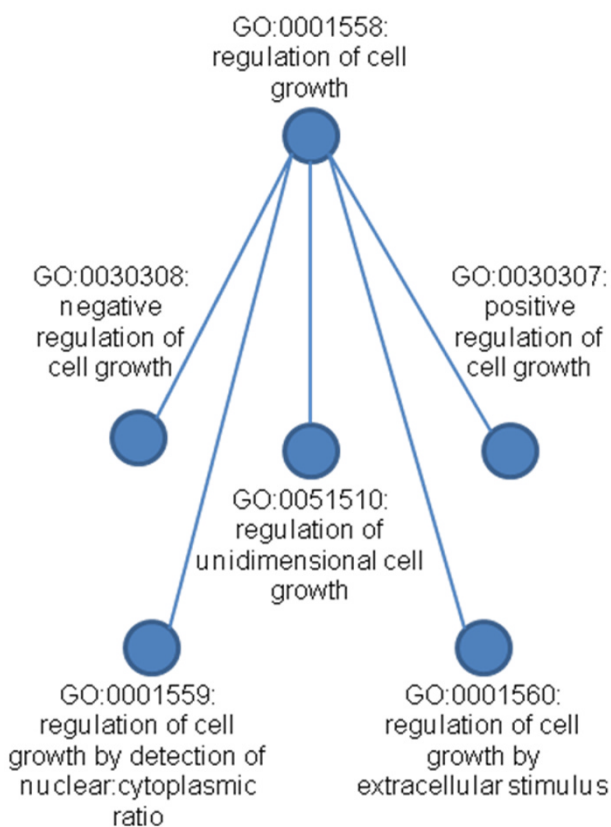 GO:0001558:
regulation of cell
growth
GO:0030308:
negative
regulation of
cell growth
GO:0030307:
positive
regulation of
cell growth
GO:0051510:
regulation of
unidimensional cell
growth
GO:0001559:
regulation of cell
growth by detection of
nuclear:cytoplasmic
ratio
GO:0001560:
regulation of cell
growth by
extracellular stimulus